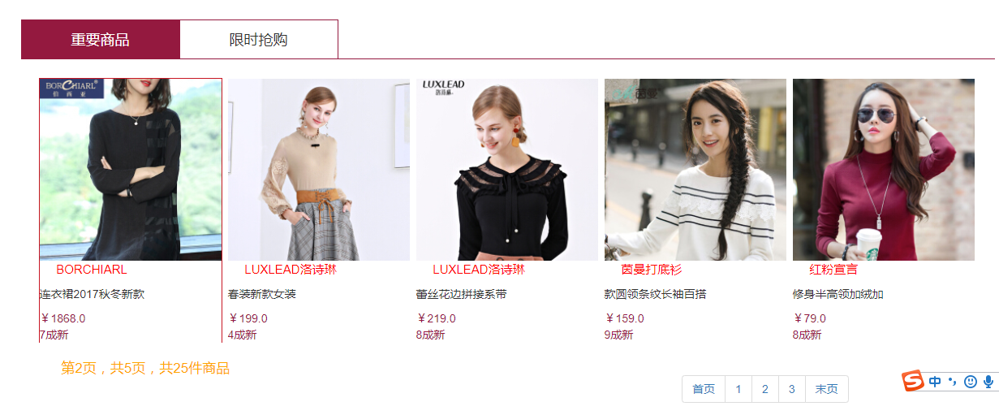 重要商品
限时抢购
BORCHIARL®
伯西亚
LUXLEAD
洛诗琳
茵曼
BORCHIARL
LUXLEAD洛诗琳
LUXLEAD洛诗琳
茵曼打底衫
红粉宣言
连衣裙2017秋冬新款
春装新款女装
蕾丝花边拼接系带
款圆领条纹长袖百搭
修身半高领加绒加
￥1868.0
￥199.0
￥219.0
￥159.0
￥79.0
7成新
4成新
8成新
9成新
8成新
第2页，共5页，共25件商品
首页 1 2 3 末页
S 中